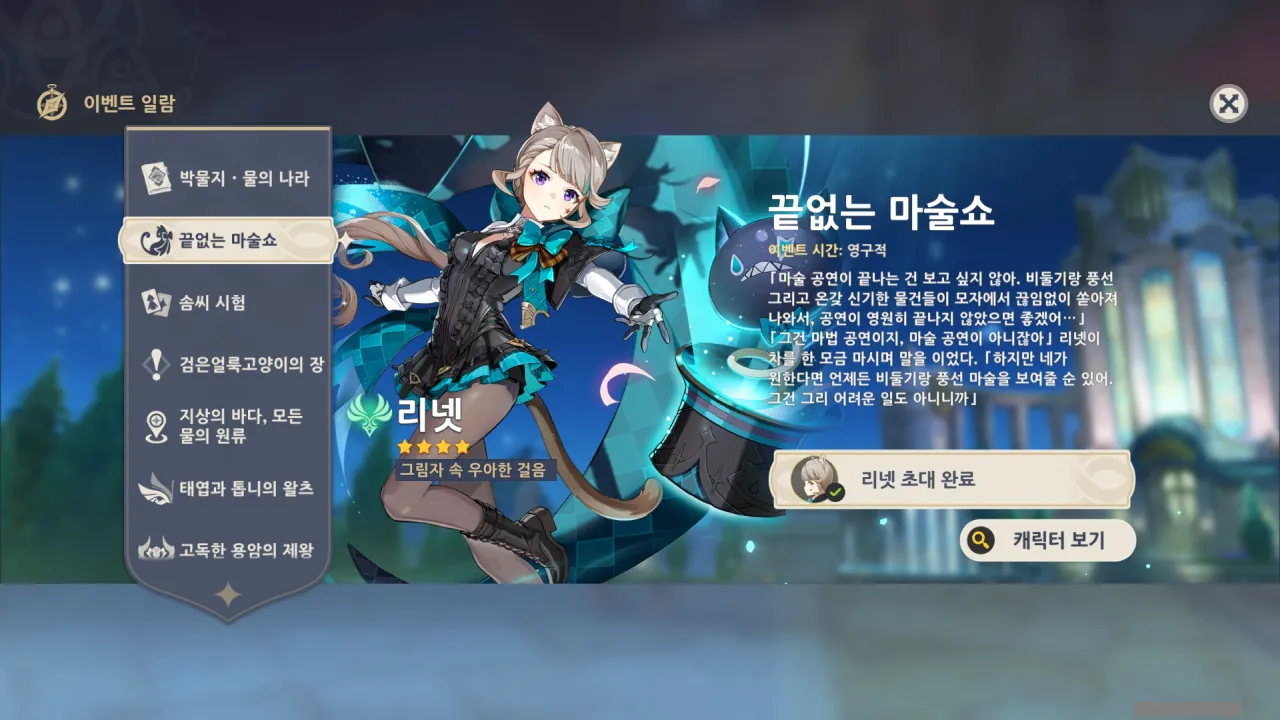 이벤트 일람
박물지 · 물의 나라
끝없는 마술쇼
솜씨 시험
검은얼룩고양이의 장
지상의 바다, 모든
물의 원류
태엽과 톱니의 왈츠
고독한 용암의 제왕
리넷
그림자 속 우아한 걸음
끝없는 마술쇼
이벤트 시간: 영구적
「마술 공연이 끝나는 건 보고 싶지 않아. 비둘기랑 풍선
그리고 온갖 신기한 물건들이 모자에서 끊임없이 쏟아져
나와서, 공연이 영원히 끝나지 않았으면 좋겠어…」
「그건 마법 공연이지, 마술 공연이 아니잖아」 리넷이
차를 한 모금 마시며 말을 이었다. 「하지만 네가
원한다면 언제든 비둘기랑 풍선 마술을 보여줄 순 있어.
그건 그리 어려운 일도 아니니까」
리넷 초대 완료
캐릭터 보기